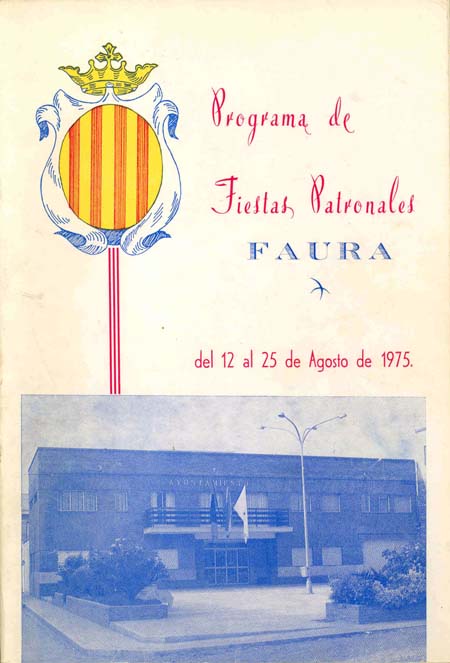 Programa de
Fiestas Patronales
FAURA
del 12 al 25 de Agosto de 1975.
AYUNTAMIENTO